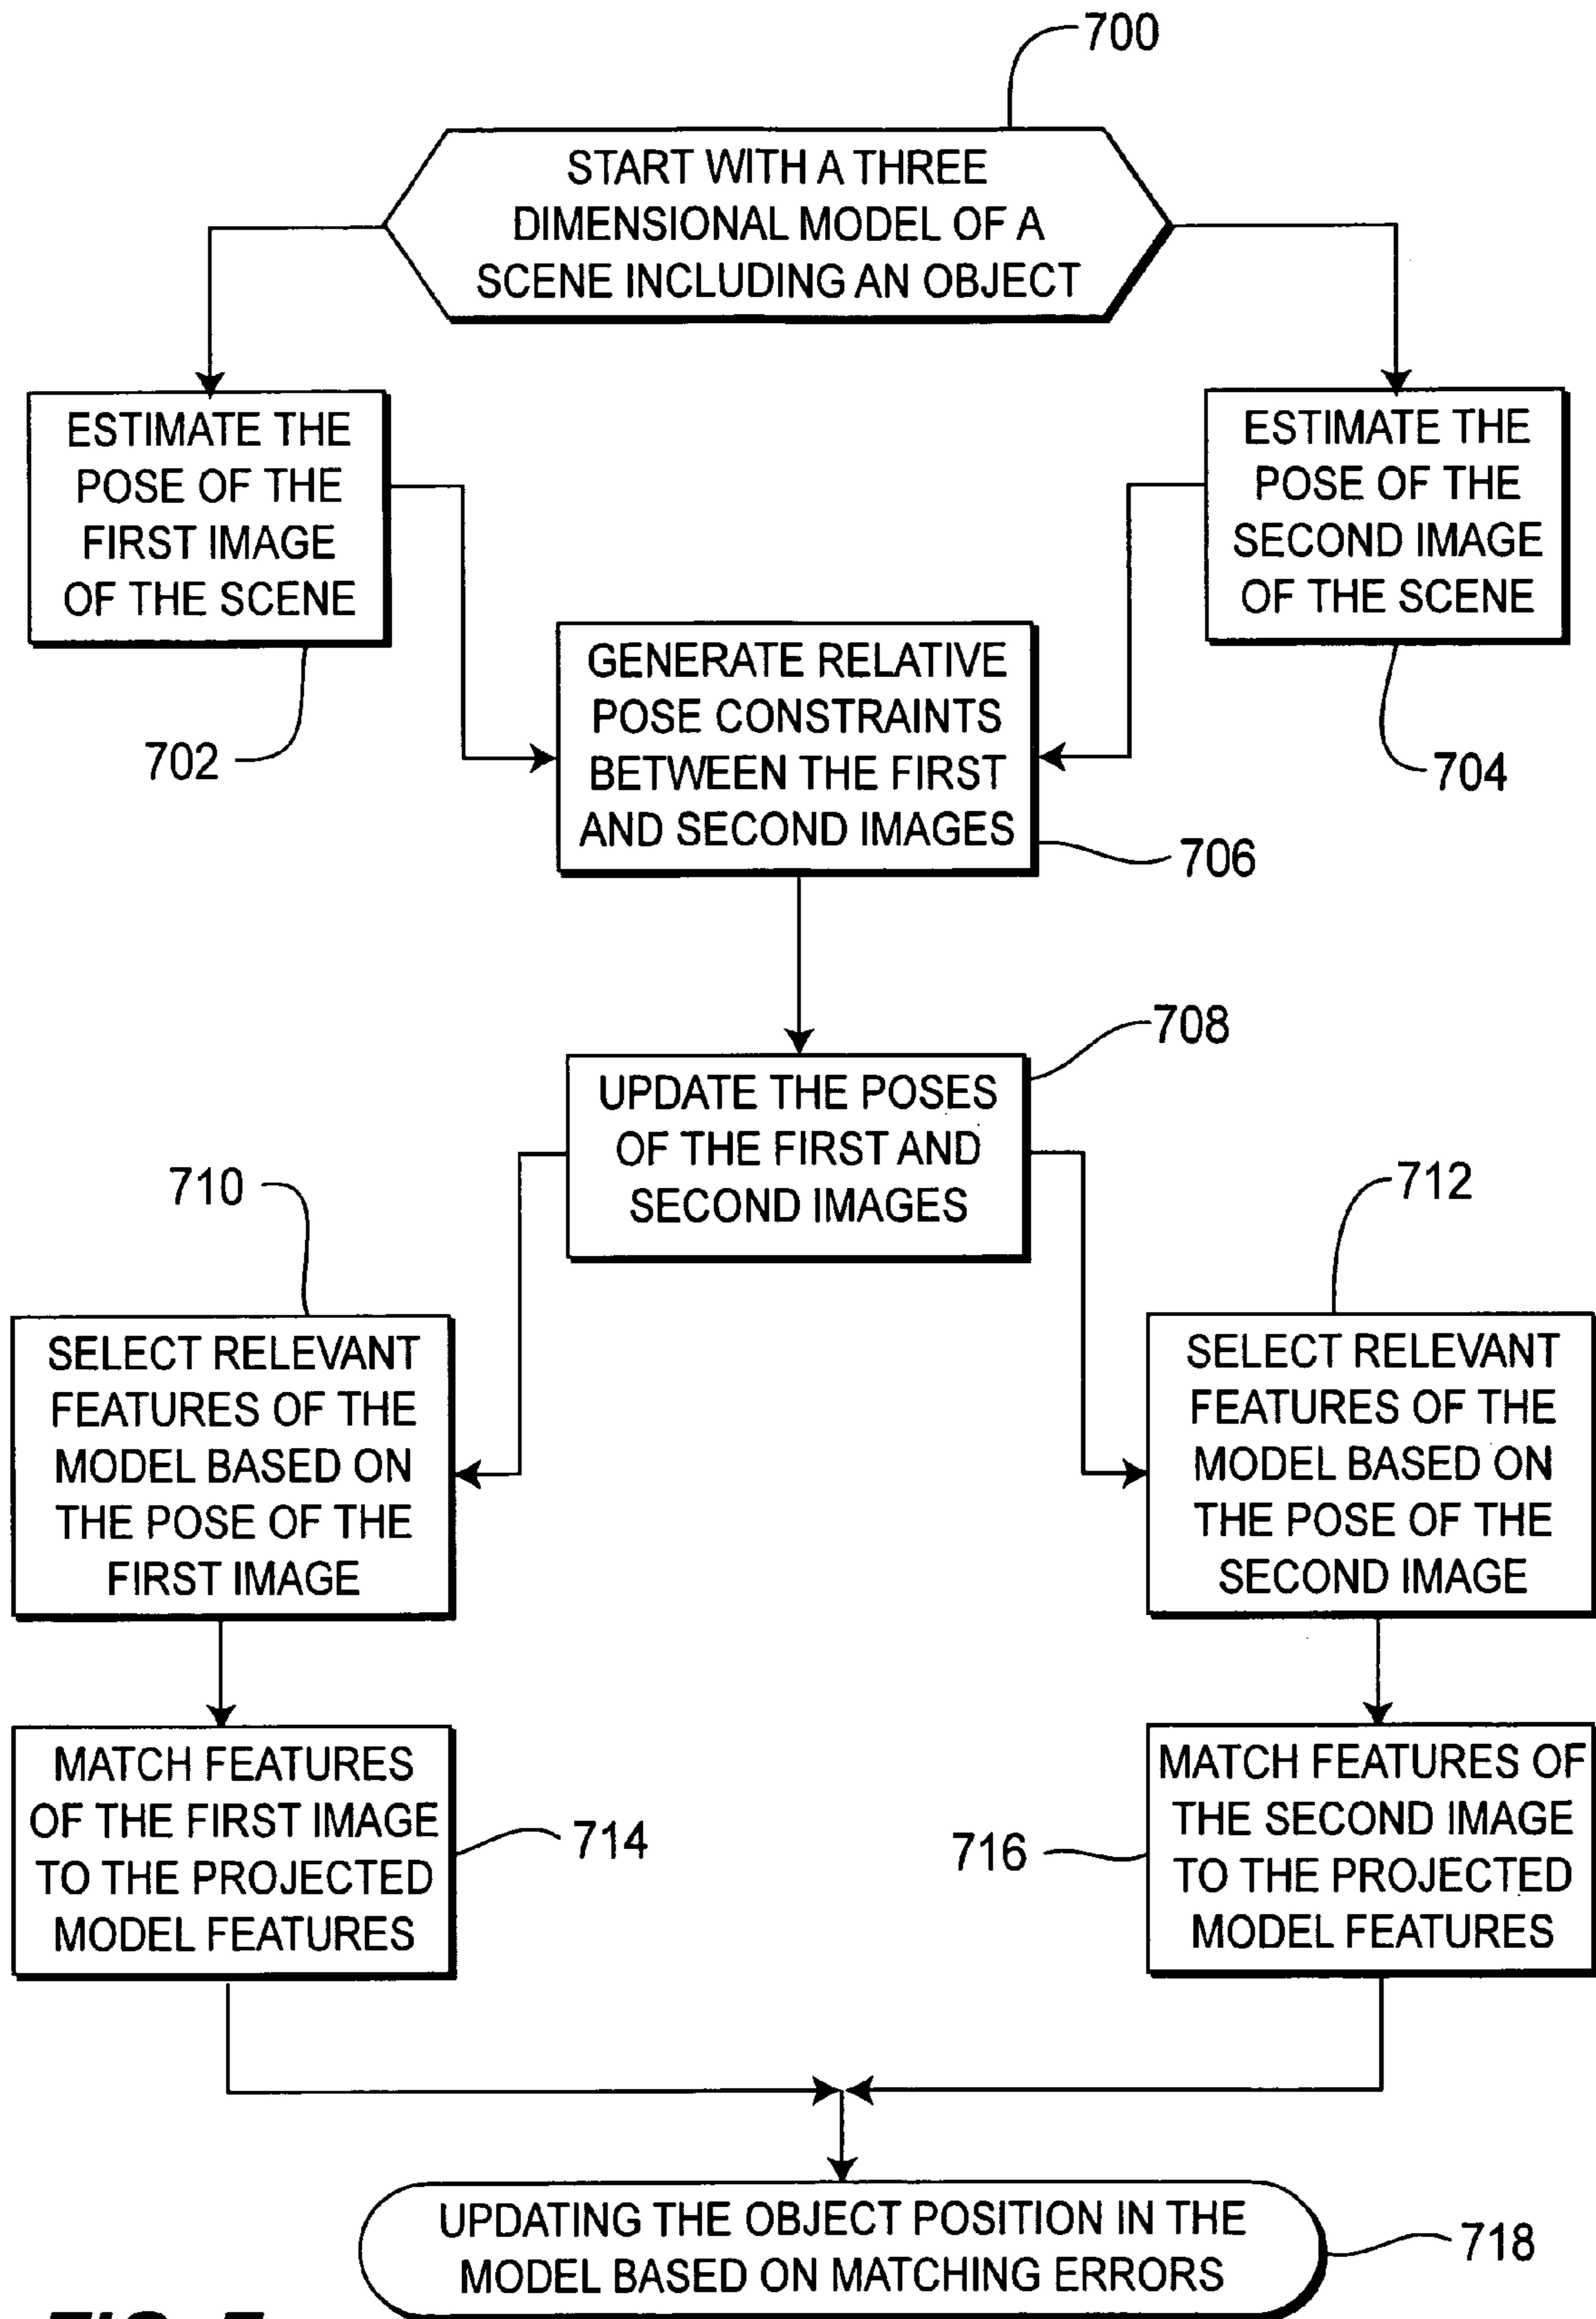 700
START WITH A THREE
DIMENSIONAL MODEL OF A
SCENE INCLUDING AN OBJECT
ESTIMATE THE
POSE OF THE
FIRST IMAGE
OF THE SCENE
702
ESTIMATE THE
POSE OF THE
SECOND IMAGE
OF THE SCENE
704
GENERATE RELATIVE
POSE CONSTRAINTS
BETWEEN THE FIRST
AND SECOND IMAGES
706
UPDATE THE POSES
OF THE FIRST AND
SECOND IMAGES
708
710
SELECT RELEVANT
FEATURES OF THE
MODEL BASED ON
THE POSE OF THE
FIRST IMAGE
712
SELECT RELEVANT
FEATURES OF THE
MODEL BASED ON
THE POSE OF THE
SECOND IMAGE
MATCH FEATURES
OF THE FIRST IMAGE
TO THE PROJECTED
MODEL FEATURES
714
MATCH FEATURES OF
THE SECOND IMAGE
TO THE PROJECTED
MODEL FEATURES
716
UPDATING THE OBJECT POSITION IN THE
MODEL BASED ON MATCHING ERRORS
718